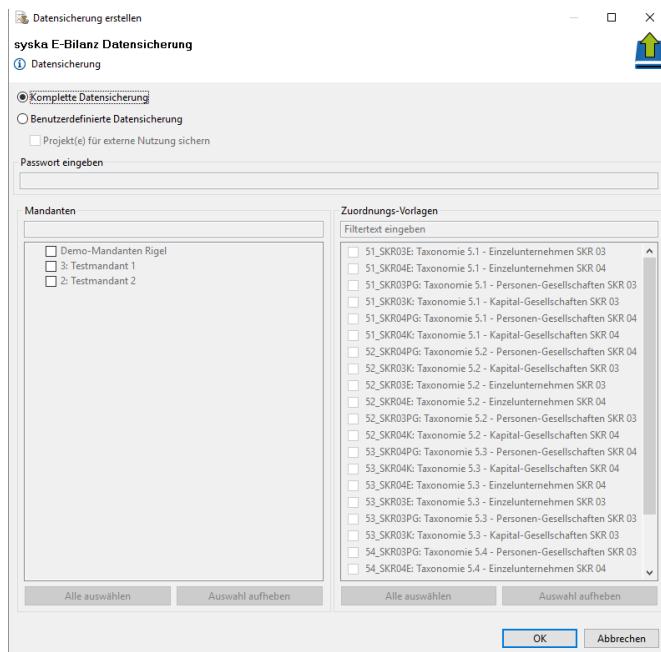 Datensicherung erstellen
syska E-Bilanz Datensicherung
Datensicherung
Komplette Datensicherung
Benutzerdefinierte Datensicherung
Projekt(e) für externe Nutzung sichern
Passwort eingeben
Mandanten
Demo-Mandanten Rigel
3: Testmandant 1
2: Testmandant 2
Alle auswählen
Auswahl aufheben
Zuordnungs-Vorlagen
Filtertext eingeben
51_SKR03E: Taxonomie 5.1 - Einzelunternehmen SKR 03
51_SKR04E: Taxonomie 5.1 - Einzelunternehmen SKR 04
51_SKR03PG: Taxonomie 5.1 - Personen-Gesellschaften SKR 03
51_SKR03K: Taxonomie 5.1 - Kapital-Gesellschaften SKR 03
51_SKR04PG: Taxonomie 5.1 - Personen-Gesellschaften SKR 04
51_SKR04K: Taxonomie 5.1 - Kapital-Gesellschaften SKR 04
52_SKR04PG: Taxonomie 5.2 - Personen-Gesellschaften SKR 04
52_SKR03K: Taxonomie 5.2 - Kapital-Gesellschaften SKR 03
52_SKR03E: Taxonomie 5.2 - Einzelunternehmen SKR 03
52_SKR04E: Taxonomie 5.2 - Einzelunternehmen SKR 04
52_SKR03PG: Taxonomie 5.2 - Personen-Gesellschaften SKR 03
52_SKR04K: Taxonomie 5.2 - Kapital-Gesellschaften SKR 04
53_SKR04PG: Taxonomie 5.3 - Personen-Gesellschaften SKR 04
53_SKR04K: Taxonomie 5.3 - Kapital-Gesellschaften SKR 04
53_SKR04E: Taxonomie 5.3 - Einzelunternehmen SKR 04
53_SKR03E: Taxonomie 5.3 - Einzelunternehmen SKR 03
53_SKR03PG: Taxonomie 5.3 - Personen-Gesellschaften SKR 03
53_SKR03K: Taxonomie 5.3 - Kapital-Gesellschaften SKR 03
54_SKR03PG: Taxonomie 5.4 - Personen-Gesellschaften SKR 03
54_SKR04E: Taxonomie 5.4 - Einzelunternehmen SKR 04
Alle auswählen
Auswahl aufheben
OK
Abbrechen